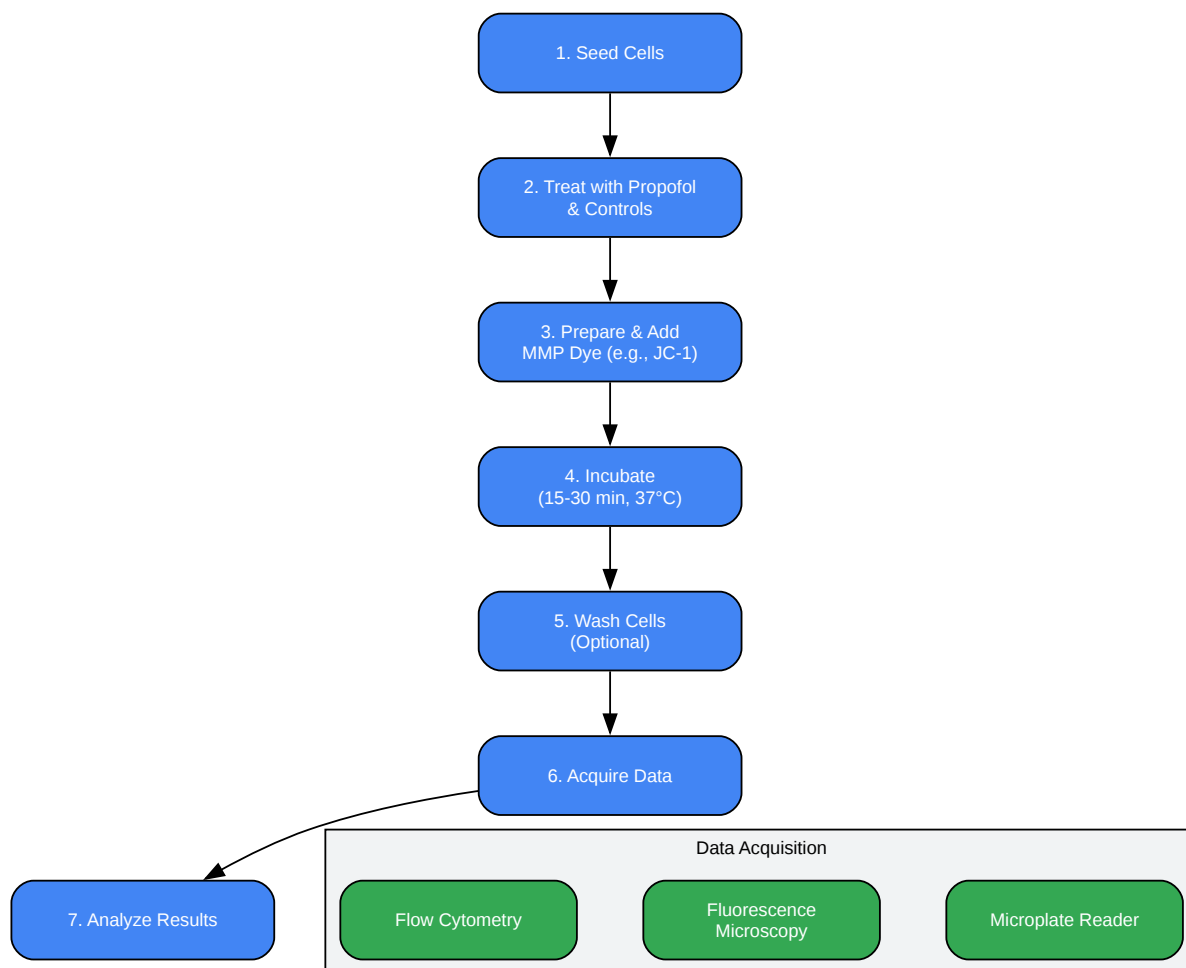 1. Seed Cells
2. Treat with Propofol
& Controls
3. Prepare & Add
MMP Dye (e.g., JC-1)
4. Incubate
(15-30 min, 37°C)
5. Wash Cells
(Optional)
6. Acquire Data
Data Acquisition
7. Analyze Results
Flow Cytometry
Fluorescence
Microscopy
Microplate Reader